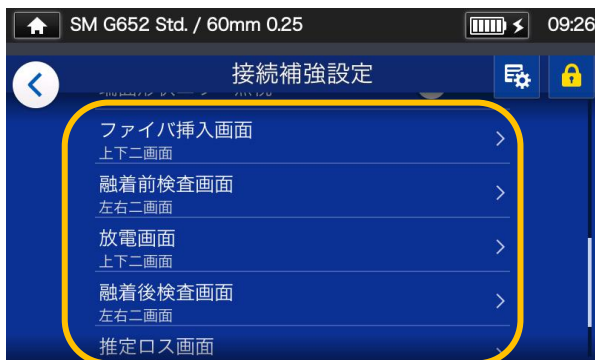 SM G652 Std. / 60mm 0.25
09:26
接続補強設定
ファイバ挿入画面
上下二画面
融着前検査画面
左右二画面
放電画面
上下二画面
融着後検査画面
左右二画面
推定ロス画面